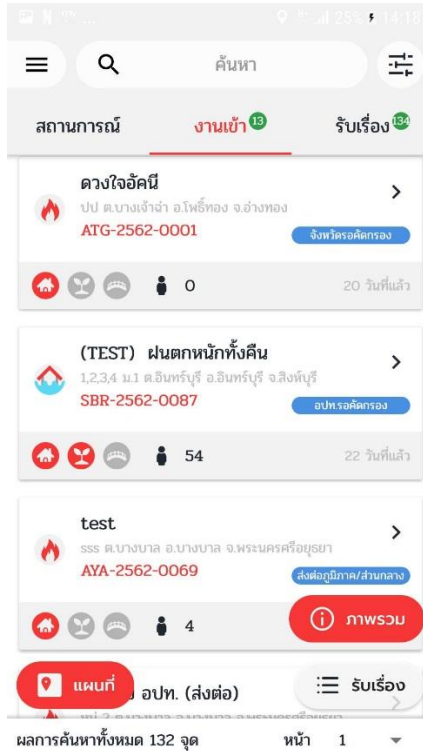 25% 14:18
ค้นหา
สถานการณ์ งานเข้า 13 รับเรื่อง 134
ดวงใจอัคนี
ปป ต.บางเจ้าฉ่า อ.โพธิ์ทอง จ.อ่างทอง
ATG-2562-0001
จังหวัดรอคัดกรอง
0 20 วันที่แล้ว
(TEST) ฝนตกหนักทั้งคืน
1,2,3,4 ม.1 ต.อินทร์บุรี อ.อินทร์บุรี จ.สิงห์บุรี
SBR-2562-0087
อปท.รอคัดกรอง
54 22 วันที่แล้ว
test
sss ต.บางบาล อ.บางบาล จ.พระนครศรีอยุธยา
AYA-2562-0069
ส่งต่อภูมิภาค/ส่วนกลาง
4
ภาพรวม
แผนที่ อปท. (ส่งต่อ) รับเรื่อง
ผลการค้นหาทั้งหมด 132 จุด หน้า 1